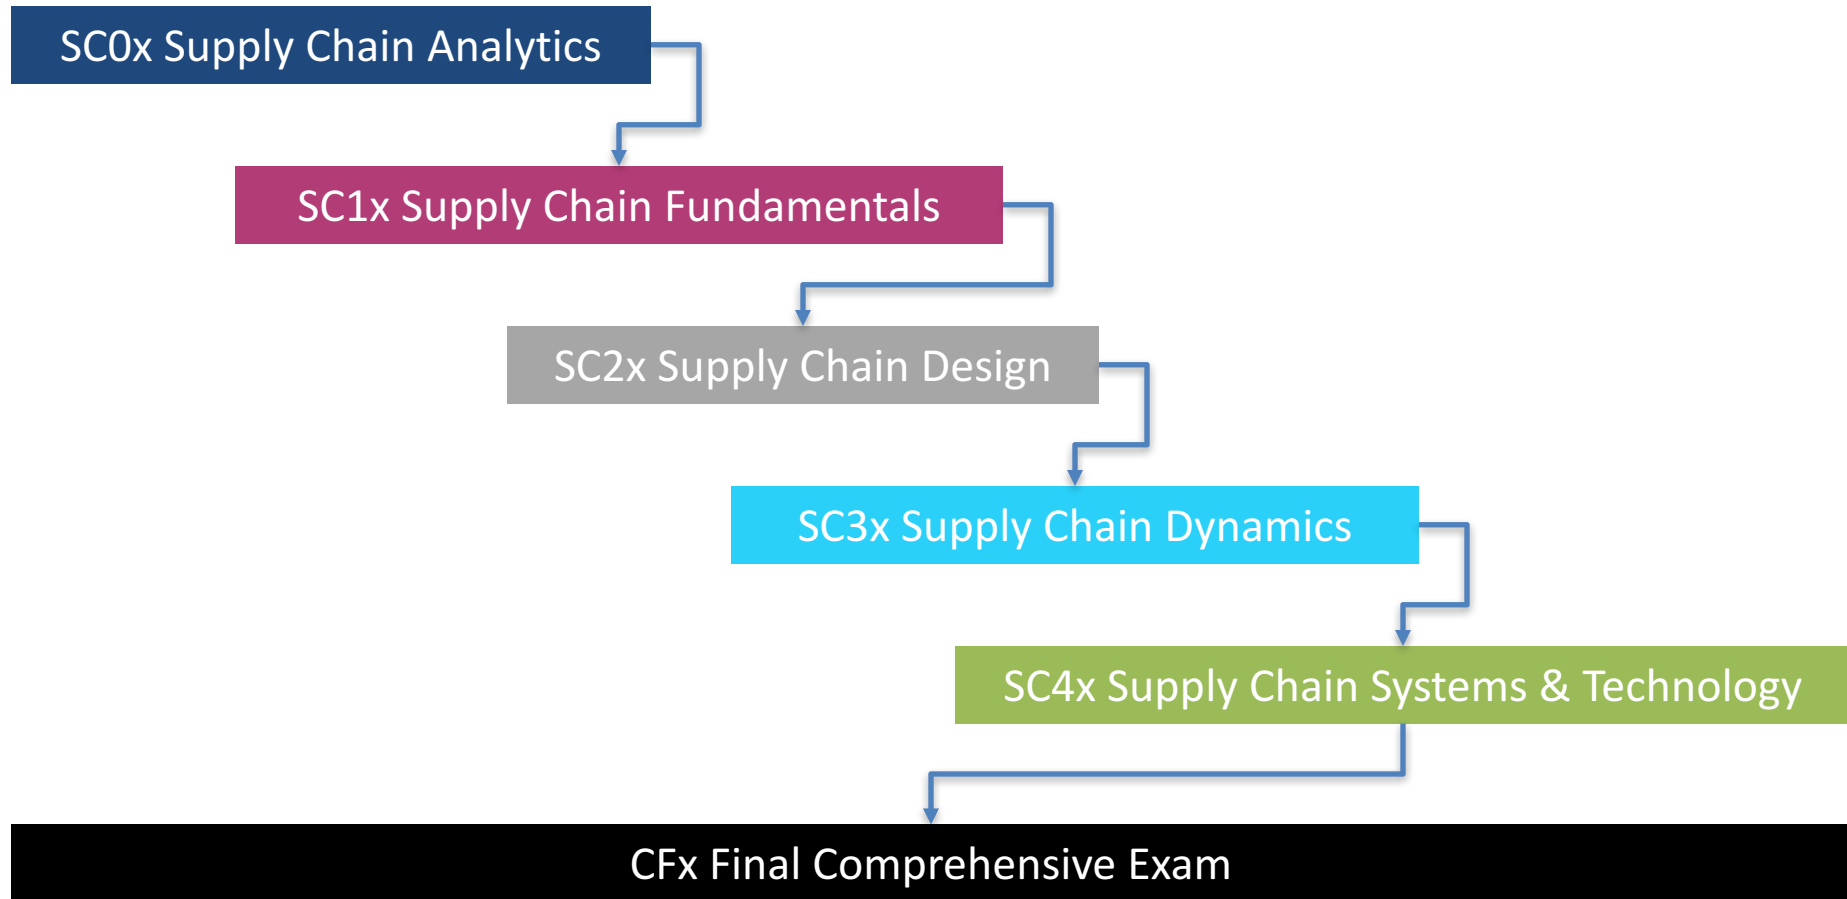 SC0x Supply Chain Analytics
SC1x Supply Chain Fundamentals
SC2x Supply Chain Design
SC3x Supply Chain Dynamics
SC4x Supply Chain Systems & Technology
CFx Final Comprehensive Exam